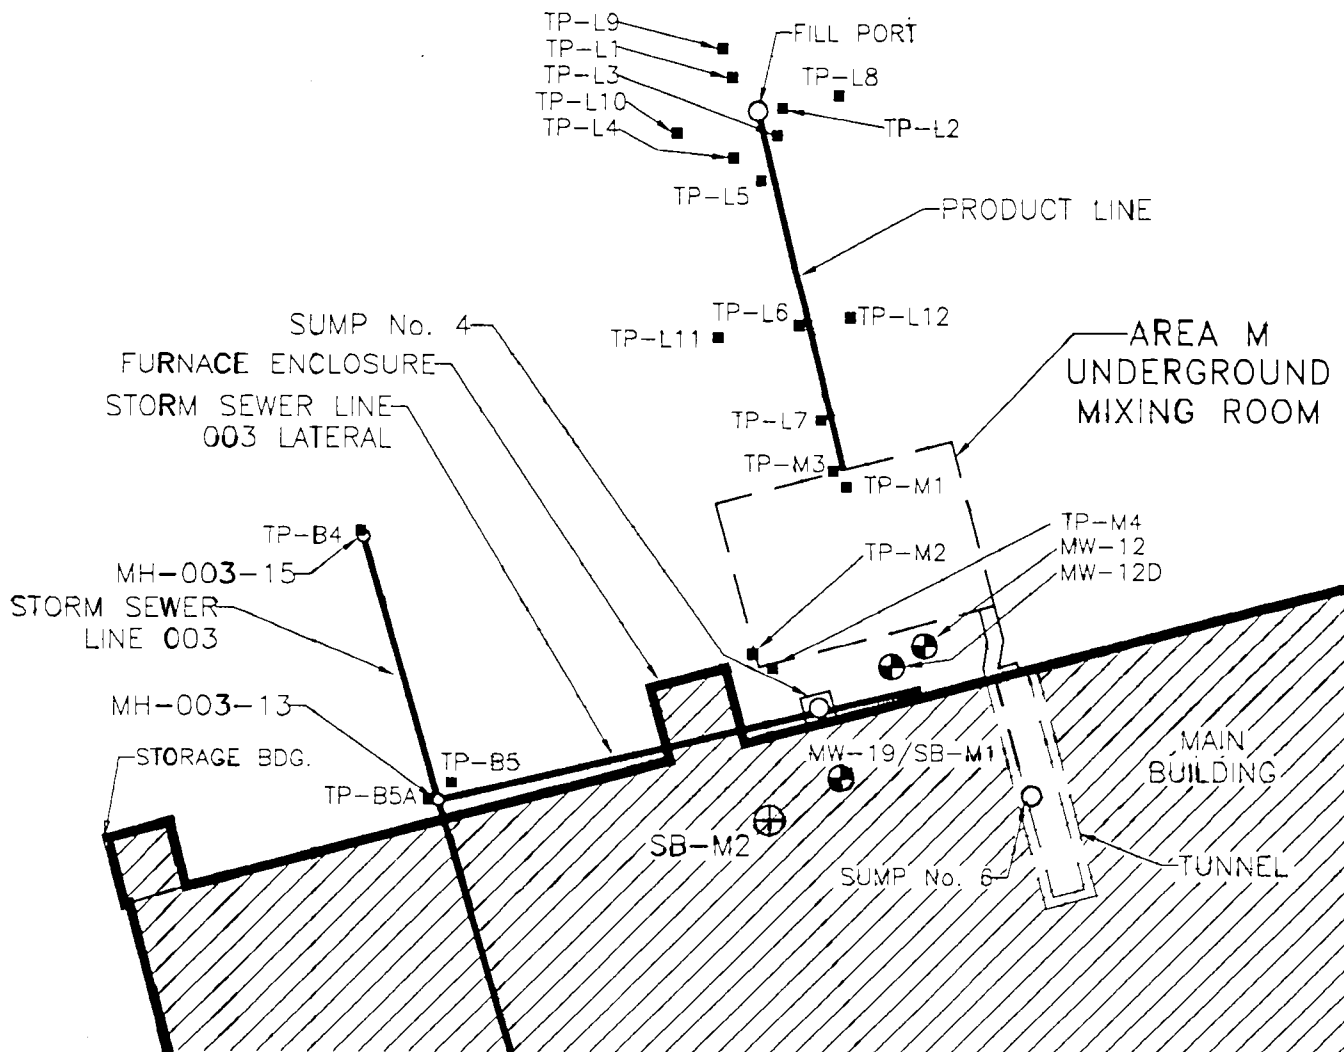 TP-L9
FILL PORT
TP-L1
TP-L3
TP-L8
TP-L10
TP-L4
TP-L2
TP-L5
PRODUCT LINE
TP-L6
TP-L12
SUMP No. 4
TP-L11
AREA M
UNDERGROUND
MIXING ROOM
FURNACE ENCLOSURE
STORM SEWER LINE
003 LATERAL
TP-L7
TP-M3
TP-M1
TP-B4
TP-M4
TP-M2
MW-12
MW-12D
MH-003-15
STORM SEWER
LINE 003
MH-003-13
STORAGE BDG.
TP-B5
MW-19/SB-M1
MAIN
BUILDING
TP-B5A
SB-M2
SUMP No. 6
TUNNEL